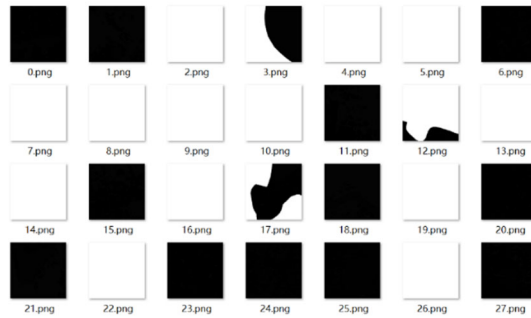 0.png 1.png 2.png 3.png 4.png 5.png 6.png
7.png 8.png 9.png 10.png 11.png 12.png 13.png
14.png 15.png 16.png 17.png 18.png 19.png 20.png
21.png 22.png 23.png 24.png 25.png 26.png 27.png